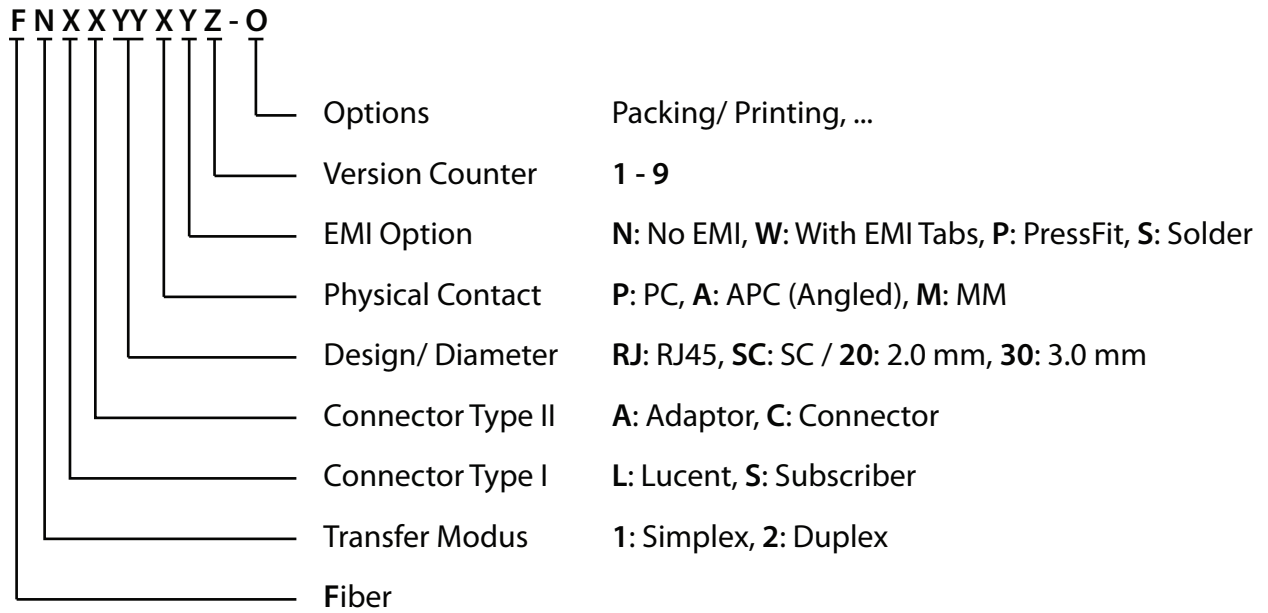 F N X X YY X Y Z - O
Options Packing/ Printing, ...
Version Counter 1 - 9
EMI Option N: No EMI, W: With EMI Tabs, P: PressFit, S: Solder
Physical Contact P: PC, A: APC (Angled), M: MM
Design/ Diameter RJ: RJ45, SC: SC / 20: 2.0 mm, 30: 3.0 mm
Connector Type II A: Adaptor, C: Connector
Connector Type I L: Lucent, S: Subscriber
Transfer Modus 1: Simplex, 2: Duplex
Fiber